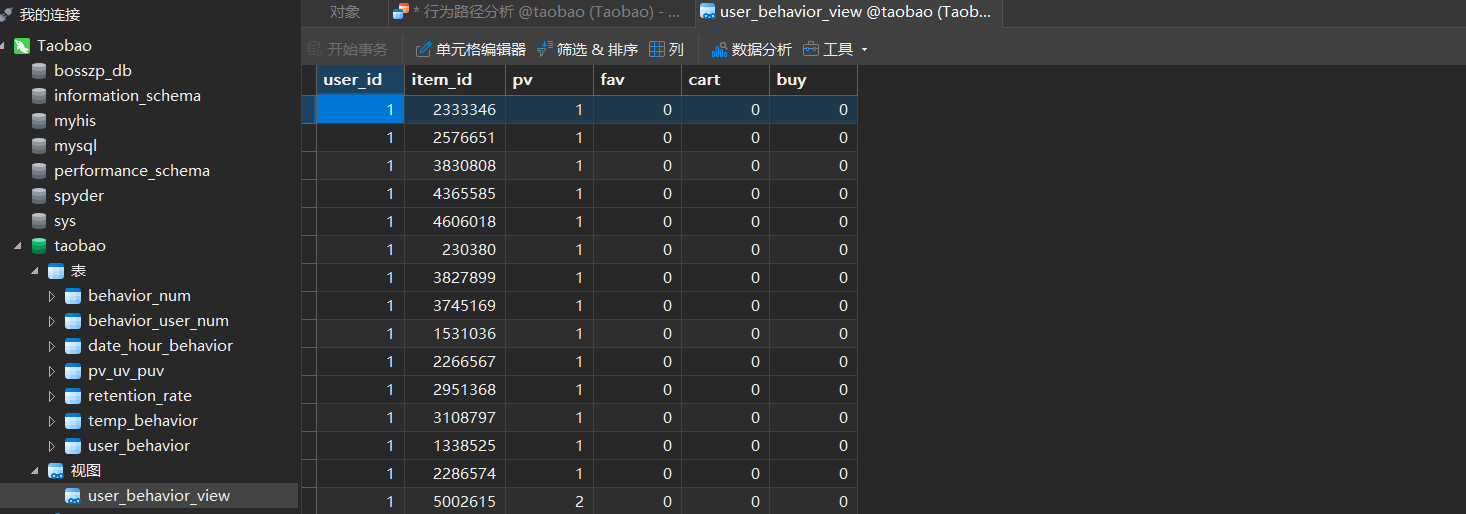 我的连接
Taobao
bosszp_db
information_schema
myhis
mysql
performance_schema
spyder
sys
taobao
表
behavior_num
behavior_user_num
date_hour_behavior
pv_uv_puv
retention_rate
temp_behavior
user_behavior
视图
user_behavior_view
对象
* 行为路径分析 @taobao (Taobao) - ...
user_behavior_view @taobao (Taob...
开始事务 单元格编辑器 筛选 & 排序 列 数据分析 工具
user_id item_id pv fav cart buy
1 2333346 1 0 0 0
1 2576651 1 0 0 0
1 3830808 1 0 0 0
1 4365585 1 0 0 0
1 4606018 1 0 0 0
1 230380 1 0 0 0
1 3827899 1 0 0 0
1 3745169 1 0 0 0
1 1531036 1 0 0 0
1 2266567 1 0 0 0
1 2951368 1 0 0 0
1 3108797 1 0 0 0
1 1338525 1 0 0 0
1 2286574 1 0 0 0
1 5002615 2 0 0 0